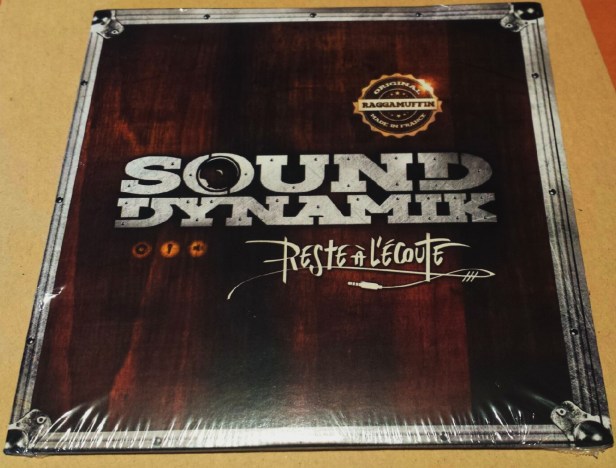 ORIGINAL
RAGGAMUFFIN
MADE IN FRANCE
SOUND
DYNAMIK
RESTE À L'ÉCOUTE